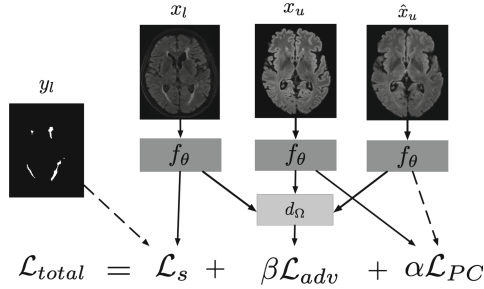 x_l x_u x̂_u
y_l
f_θ f_θ f_θ
d_Ω
ℒ_total = ℒ_s + βℒ_adv + αℒ_PC